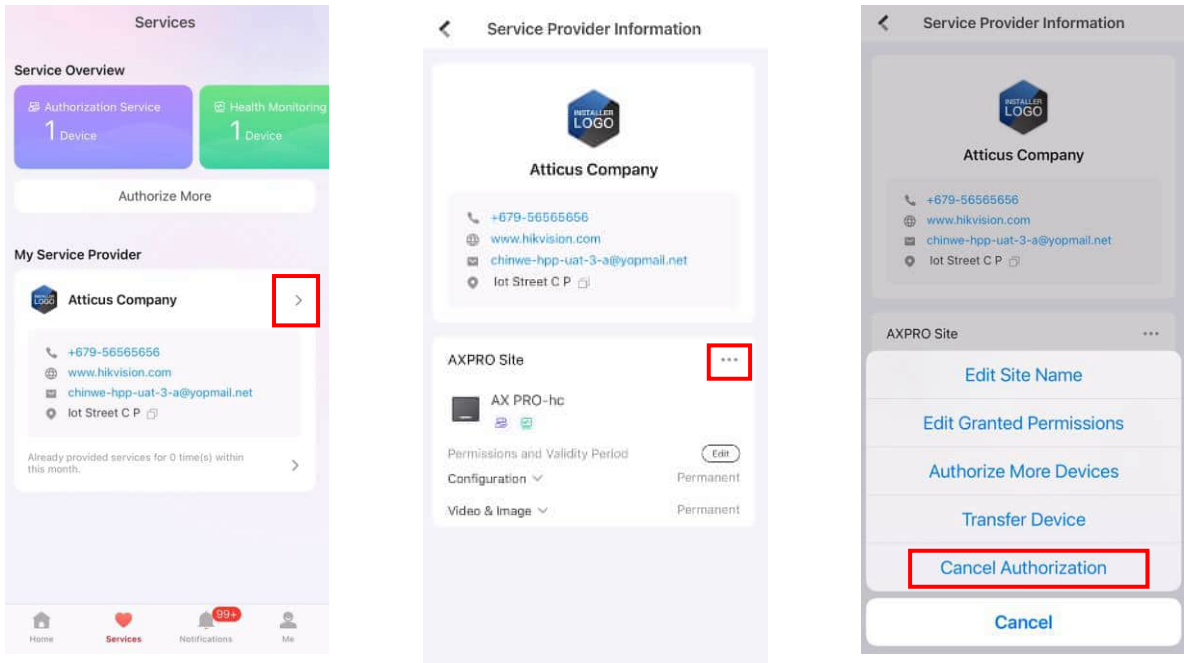 Services
Service Overview
Authorization Service
1 Device
Health Monitoring
1 Device
Authorize More
My Service Provider
INSTALLER
LOGO
Atticus Company
+679-56565656
www.hikvision.com
chinwe-hpp-uat-3-a@yopmail.net
Iot Street C P
Already provided services for 0 time(s) within
this month.
99+
Home
Services
Notifications
Me
Service Provider Information
INSTALLER
LOGO
Atticus Company
+679-56565656
www.hikvision.com
chinwe-hpp-uat-3-a@yopmail.net
Iot Street C P
AXPRO Site
AX PRO-hc
Permissions and Validity Period
Edit
Configuration
Permanent
Video & Image
Permanent
Service Provider Information
INSTALLER
LOGO
Atticus Company
+679-56565656
www.hikvision.com
chinwe-hpp-uat-3-a@yopmail.net
Iot Street C P
AXPRO Site
Edit Site Name
Edit Granted Permissions
Authorize More Devices
Transfer Device
Cancel Authorization
Cancel